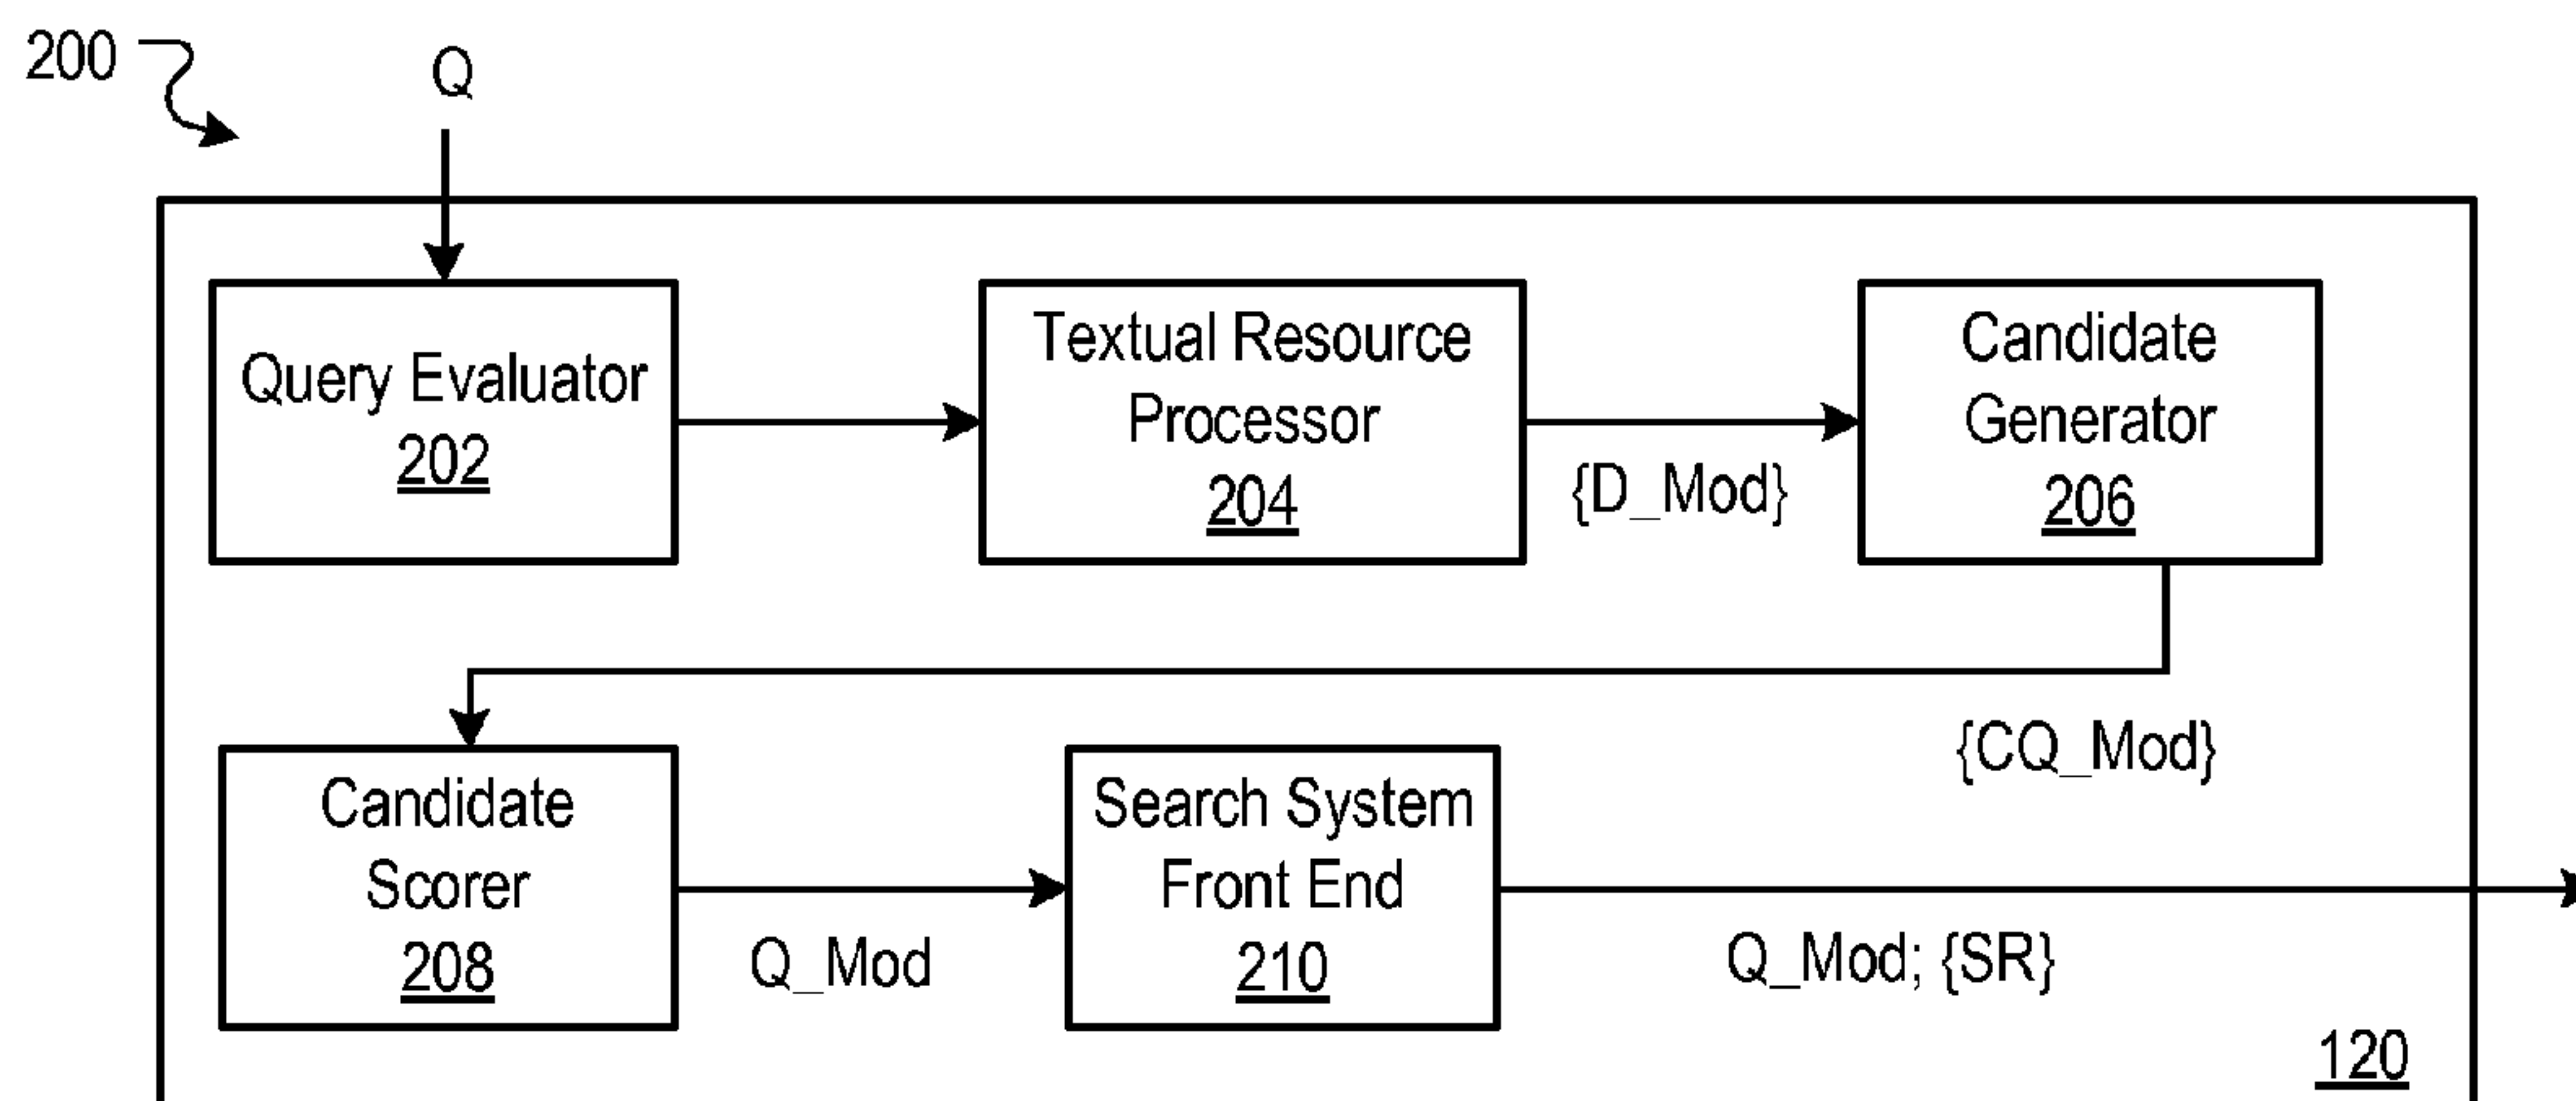 200
Q
Query Evaluator
202
Textual Resource
Processor
204
{D_Mod}
Candidate
Generator
206
{CQ_Mod}
Candidate
Scorer
208
Q_Mod
Search System
Front End
210
Q_Mod; {SR}
120